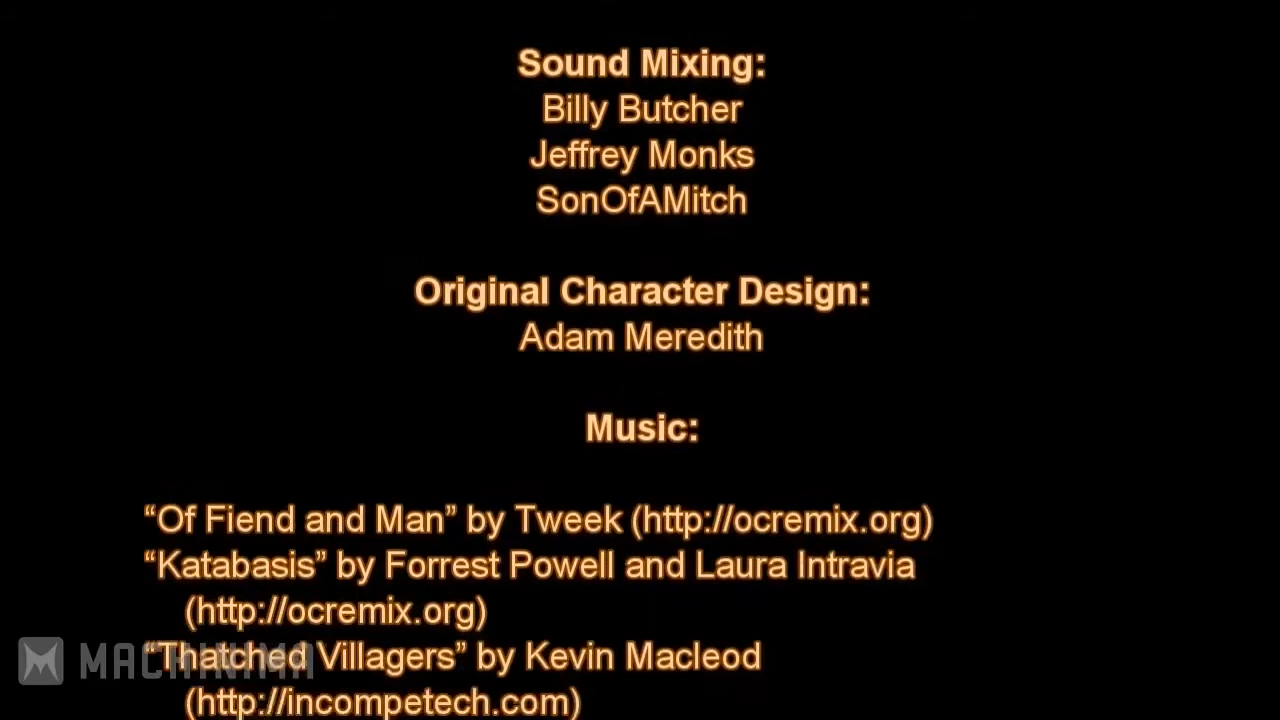 Sound Mixing:
Billy Butcher
Jeffrey Monks
SonOfAMitch
Original Character Design:
Adam Meredith
Music:
“Of Fiend and Man” by Tweek (http://ocremix.org)
“Katabasis” by Forrest Powell and Laura Intravia
(http://ocremix.org)
“Thatched Villagers” by Kevin Macleod
MACHINIMA
(http://incompetech.com)